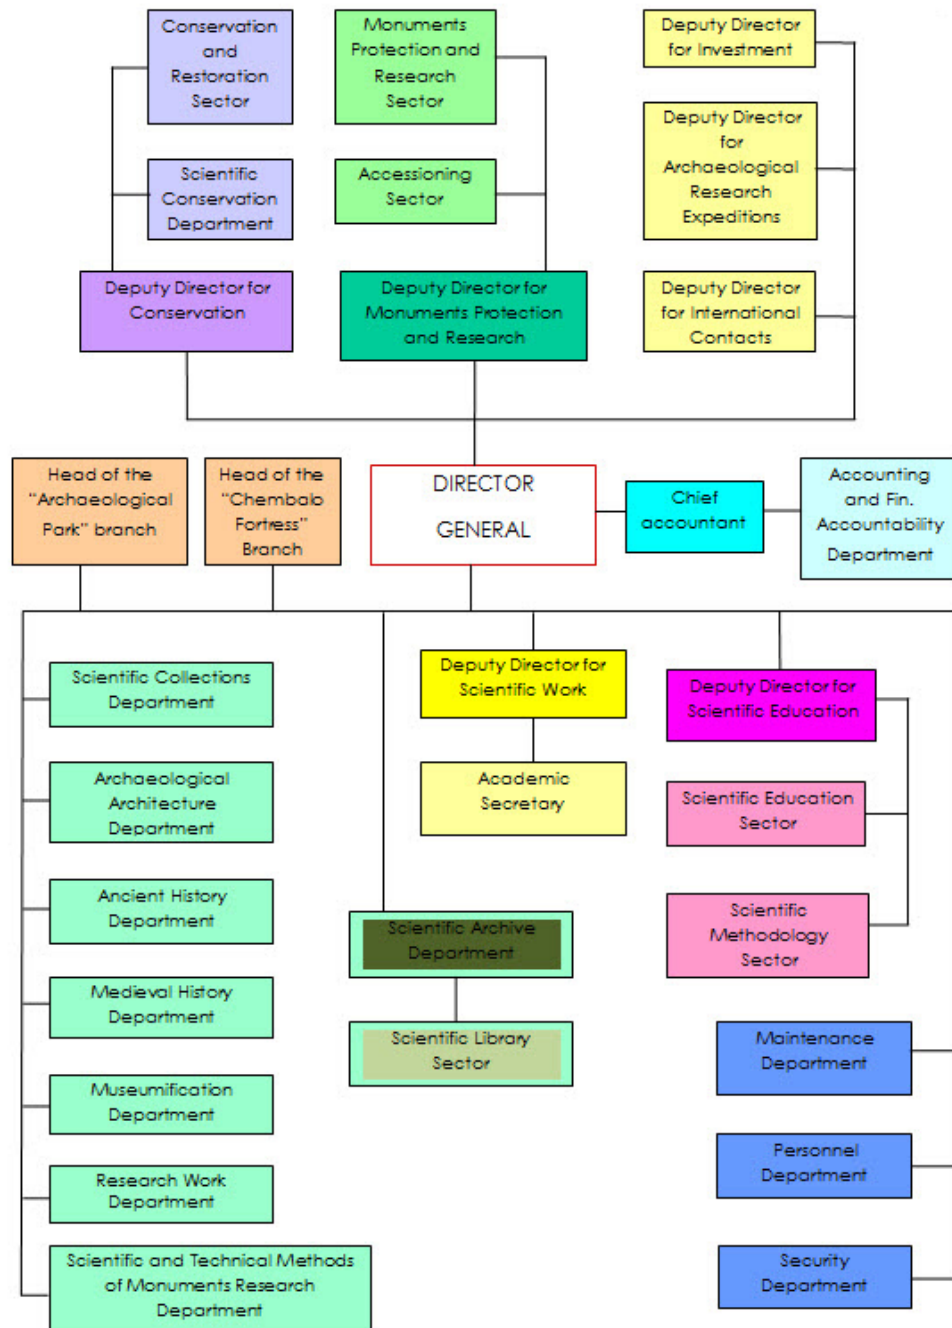 Conservation
and
Restoration
Sector
Monuments
Protection and
Research
Sector
Deputy Director
for Investment
Deputy Director
for
Archaeological
Research
Expeditions
Scientific
Conservation
Department
Accessioning
Sector
Deputy Director for
Conservation
Deputy Director for
Monuments Protection
and Research
Deputy Director
for International
Contacts
Head of the
"Archaeological
Park" branch
Head of the
"Chembalo
Fortress"
Branch
DIRECTOR
GENERAL
Chief
accountant
Accounting
and Fin.
Accountability
Department
Scientific Collections
Department
Deputy Director for
Scientific Work
Deputy Director for
Scientific Education
Archaeological
Architecture
Department
Academic
Secretary
Scientific Education
Sector
Ancient History
Department
Scientific Archive
Department
Scientific
Methodology
Sector
Medieval History
Department
Scientific Library
Sector
Maintenance
Department
Museumification
Department
Personnel
Department
Research Work
Department
Scientific and Technical Methods
of Monuments Research
Department
Security
Department